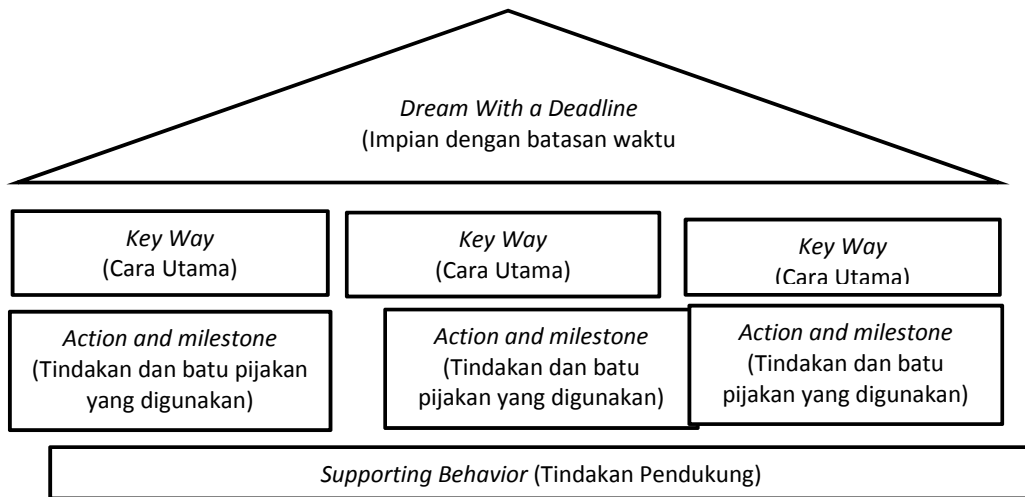 Dream With a Deadline
(Impian dengan batasan waktu
Key Way
(Cara Utama)
Key Way
(Cara Utama)
Key Way
(Cara Utama)
Action and milestone
(Tindakan dan batu pijakan
yang digunakan)
Action and milestone
(Tindakan dan batu
pijakan yang digunakan)
Action and milestone
(Tindakan dan batu
pijakan yang digunakan)
Supporting Behavior (Tindakan Pendukung)